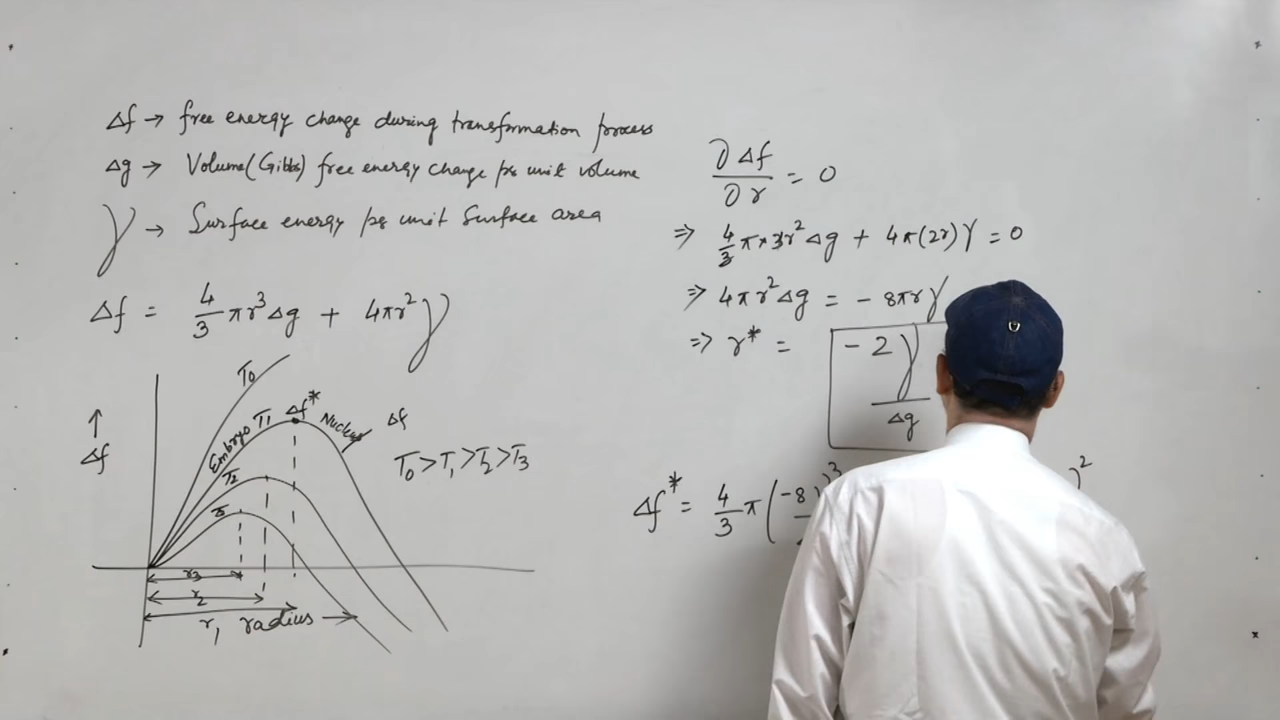 Δf → free energy change during transformation process
Δg → Volume (Gibbs) free energy change per unit volume
γ → Surface energy per unit Surface area
Δf = 4/3 πr³Δg + 4πr²γ
T₀
Embryo T₁ Δf* Nucleus Δf
T₂
T₃
↑
Δf
T₀ > T₁ > T₂ > T₃
r₃
r₂
r₁ radius →
∂Δf/∂r = 0
⇒ 4/3 π × 3r²Δg + 4π(2r)γ = 0
⇒ 4πr²Δg = - 8πrγ
⇒ r* = -2γ/Δg
Δf* = 4/3 π(-8 )³ )²